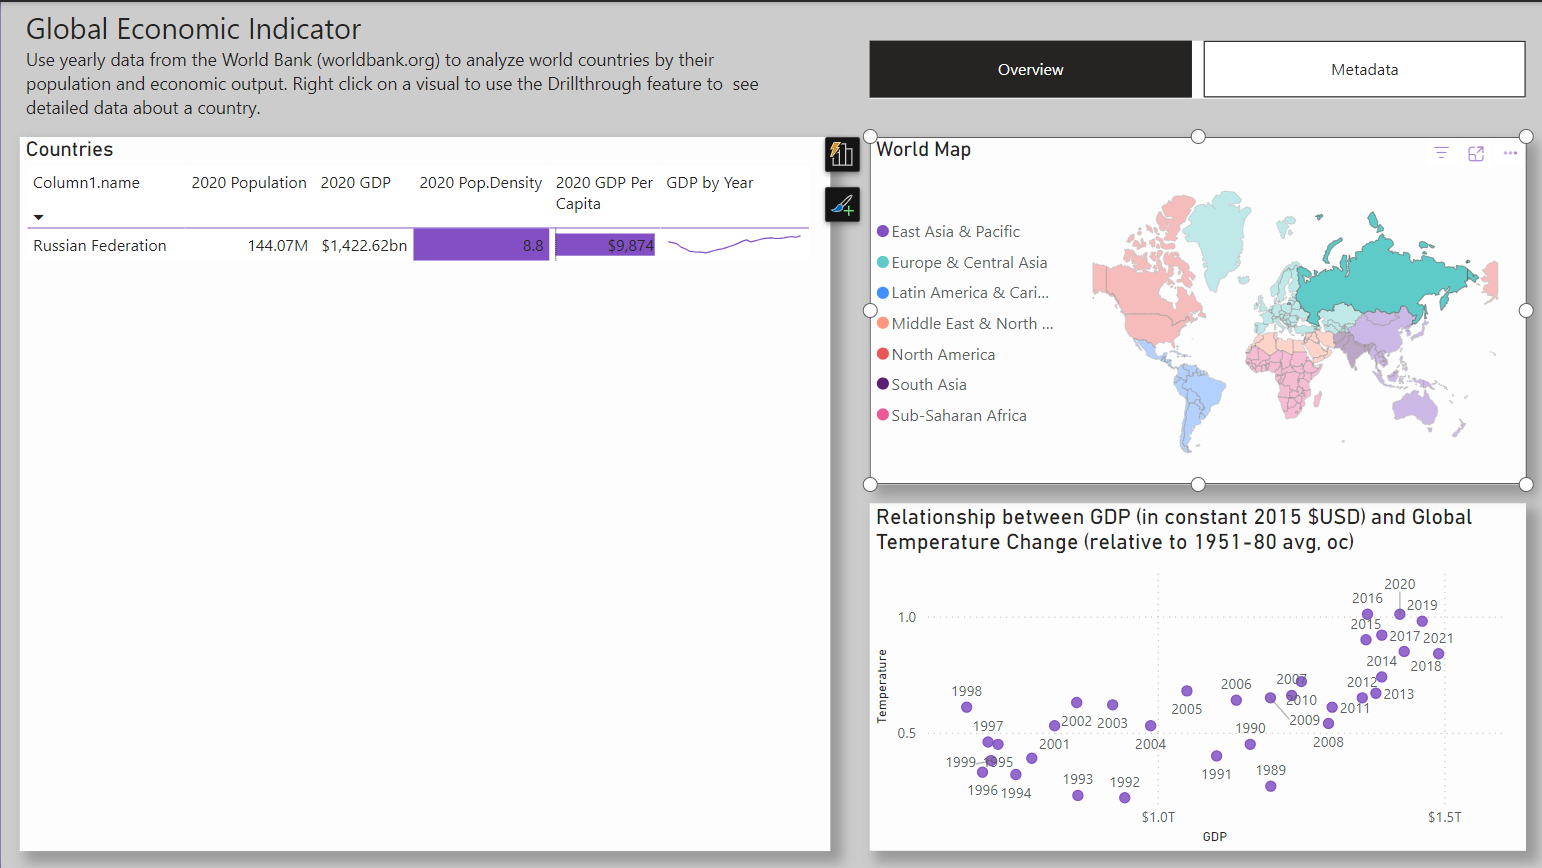 Global Economic Indicator
Use yearly data from the World Bank (worldbank.org) to analyze world countries by their
population and economic output. Right click on a visual to use the Drillthrough feature to  see
detailed data about a country.
Overview
Metadata
Countries
Column1.name
2020 Population
2020 GDP
2020 Pop.Density
2020 GDP Per
Capita
GDP by Year
Russian Federation
144.07M
$1,422.62bn
8.8
$9,874
World Map
East Asia & Pacific
Europe & Central Asia
Latin America & Cari...
Middle East & North ...
North America
South Asia
Sub-Saharan Africa
Relationship between GDP (in constant 2015 $USD) and Global
Temperature Change (relative to 1951-80 avg, oc)
Temperature
1.0
0.5
2020
2016
2019
2015
2017
2021
2014
2018
2012
2013
2011
2007
2010
2006
2009
2008
2005
1998
1997
2002
2003
2001
2004
1990
1999
1995
1996
1994
1993
1992
1991
1989
$1.0T
$1.5T
GDP